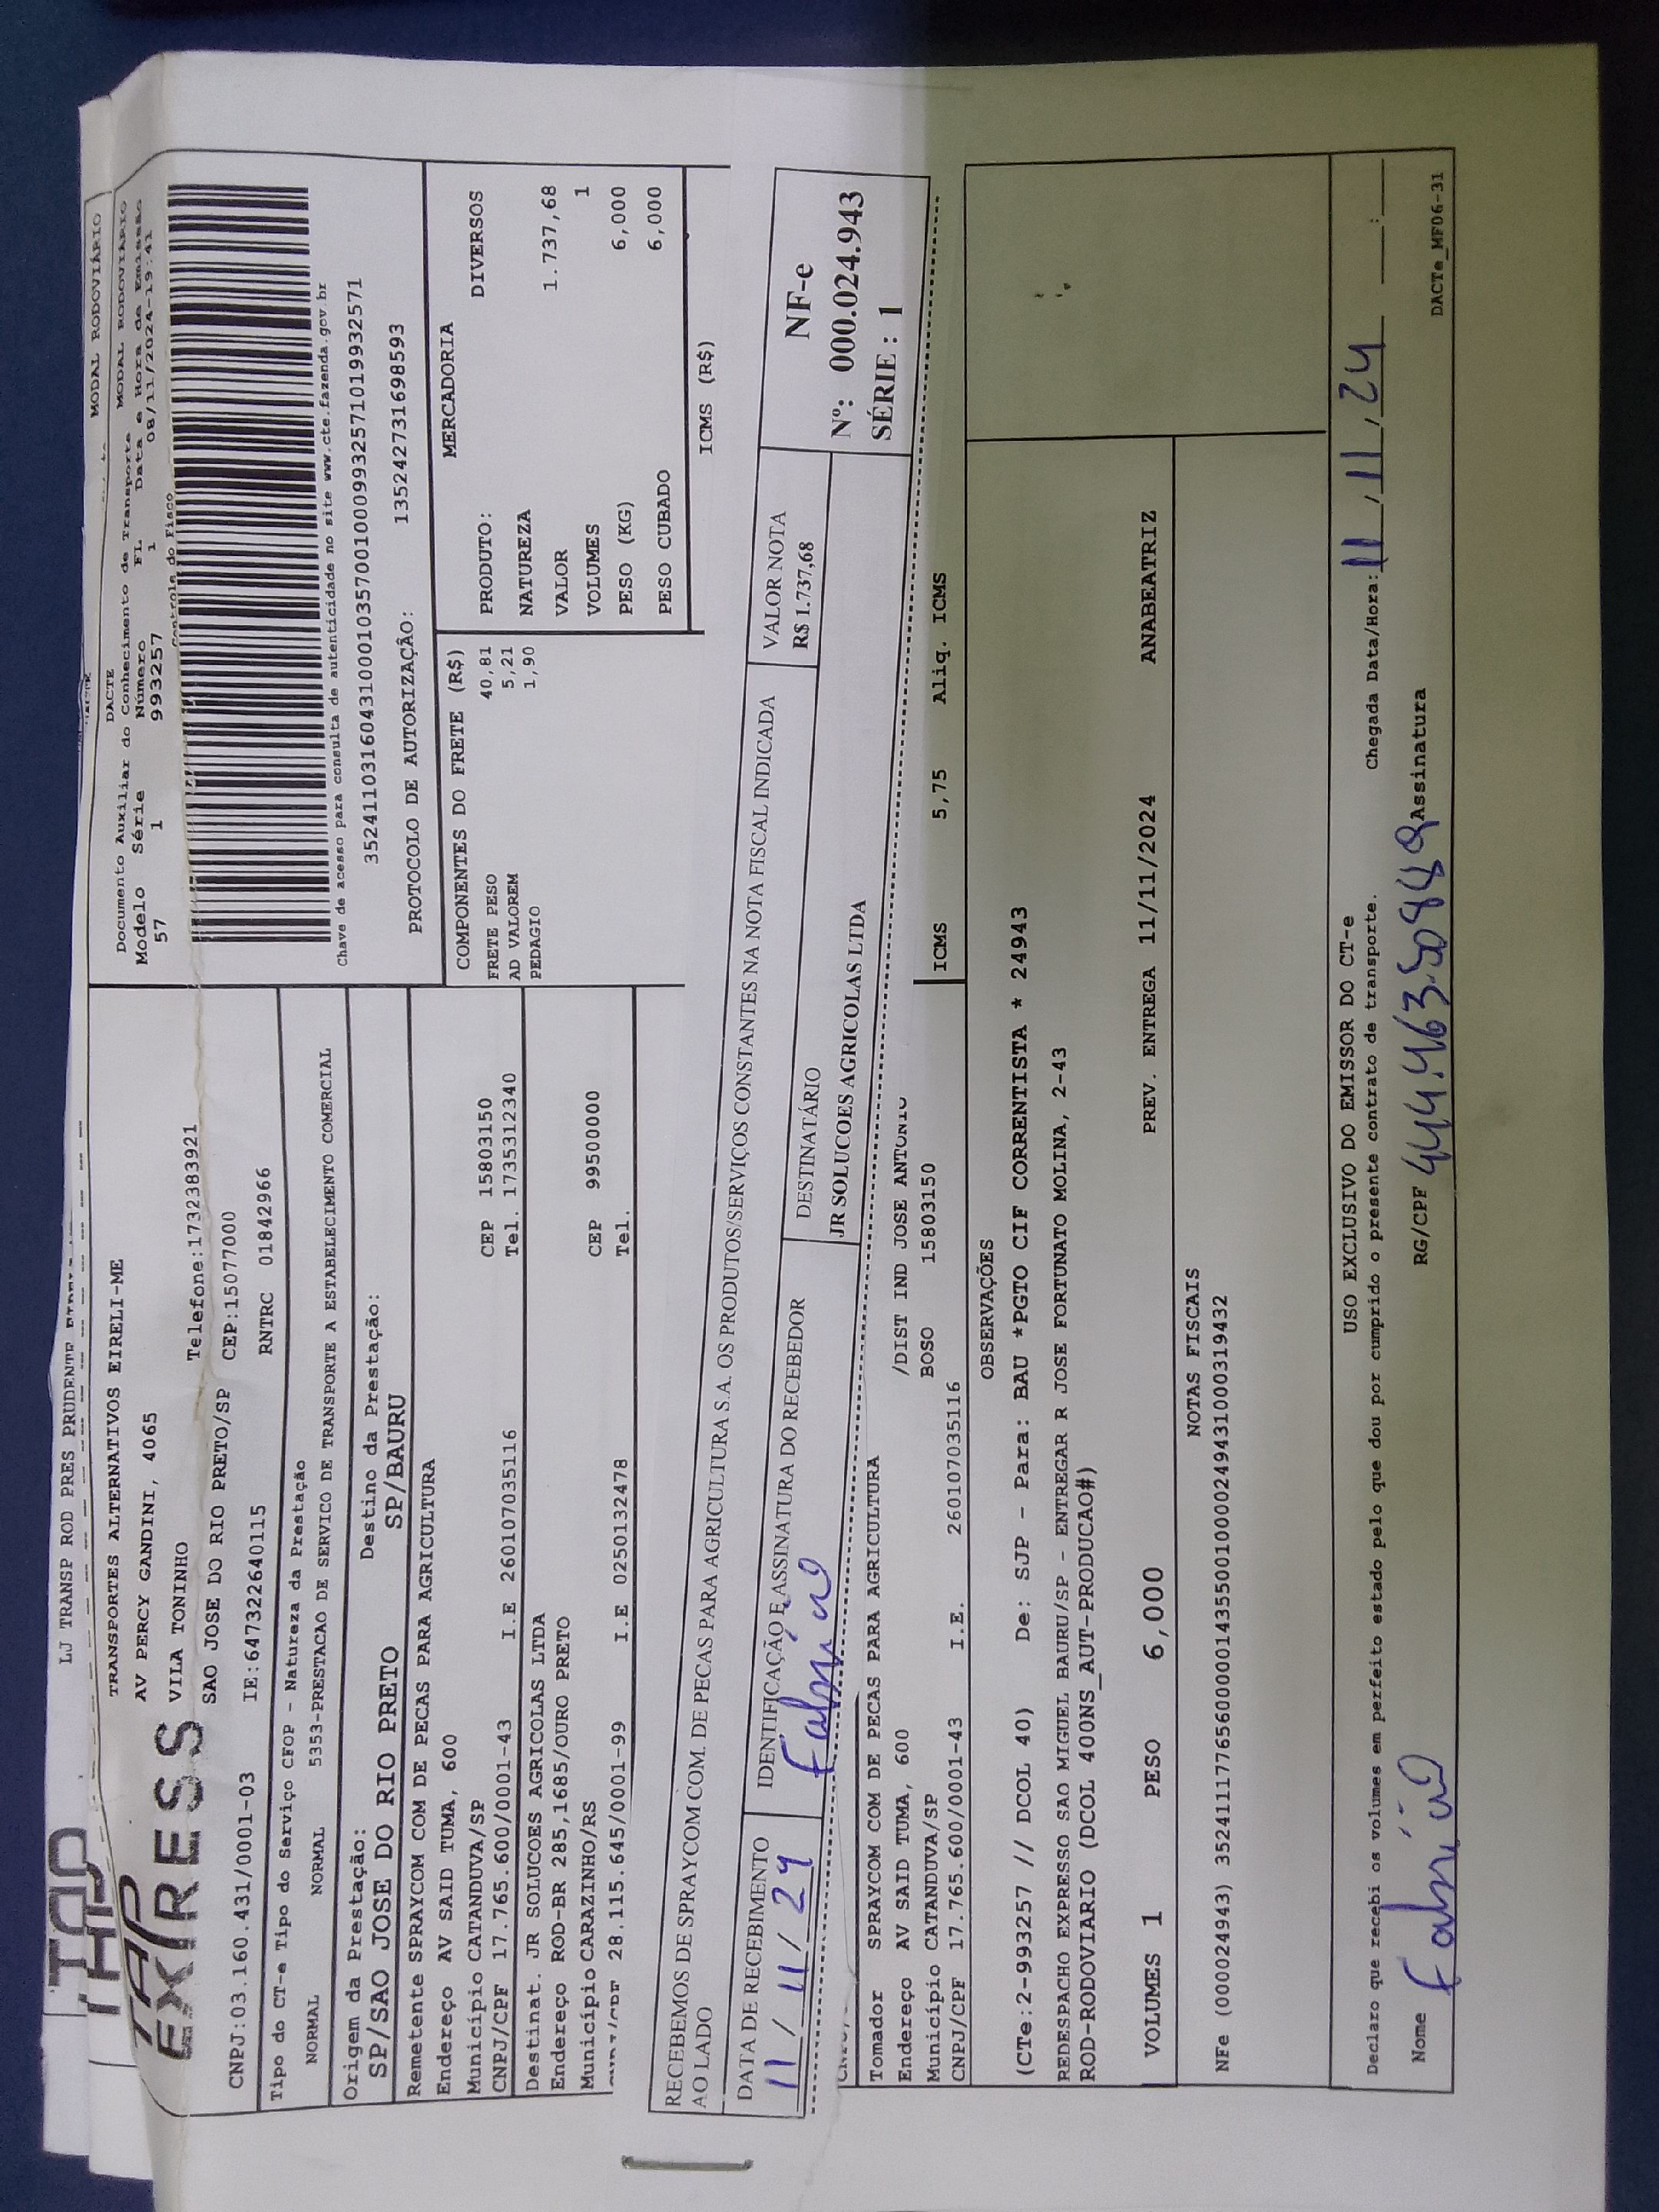 LJ TRANSP ROD PRES PRUDENTE
MODAL RODOVIÁRIO
TAP
EXPRESS
TRANSPORTES ALTERNATIVOS EIRELI-ME
AV PERCY GANDINI, 4065
VILA TONINHO
Telefone:1732383921
SAO JOSE DO RIO PRETO/SP CEP:15077000
CNPJ:03.160.431/0001-03 IE:647322640115 RNTRC 01842966
DACTE MODAL RODOVIÁRIO
Documento Auxiliar do Conhecimento de Transporte
Modelo Série Número FL Data e Hora da Emissão
57 1 993257 1 08/11/2024-19:41
Controle do Fisco
Chave de acesso para consulta de autenticidade no site www.cte.fazenda.gov.br
35241103160431000103570010009932571019932571
PROTOCOLO DE AUTORIZAÇÃO: 135242731698593
Tipo do CT-e Tipo do Serviço CFOP - Natureza da Prestação
NORMAL NORMAL 5353-PRESTACAO DE SERVICO DE TRANSPORTE A ESTABELECIMENTO COMERCIAL
Origem da Prestação: Destino da Prestação:
SP/SAO JOSE DO RIO PRETO SP/BAURU
Remetente SPRAYCOM COM DE PECAS PARA AGRICULTURA
Endereço AV SAID TUMA, 600
Município CATANDUVA/SP CEP 15803150
CNPJ/CPF 17.765.600/0001-43 I.E 260107035116 Tel. 1735312340
Destinat. JR SOLUCOES AGRICOLAS LTDA
Endereço ROD-BR 285,1685/OURO PRETO
Município CARAZINHO/RS CEP 99500000
28.115.645/0001-99 I.E 0250132478 Tel.
COMPONENTES DO FRETE (R$)
FRETE PESO 40,81
AD VALOREM 5,21
PEDAGIO 1,90
MERCADORIA
PRODUTO: DIVERSOS
NATUREZA
VALOR 1.737,68
VOLUMES 1
PESO (KG) 6,000
PESO CUBADO 6,000
ICMS (R$)
RECEBEMOS DE SPRAYCOM COM. DE PECAS PARA AGRICULTURA S.A. OS PRODUTOS/SERVIÇOS CONSTANTES NA NOTA FISCAL INDICADA
AO LADO
DATA DE RECEBIMENTO IDENTIFICAÇÃO E ASSINATURA DO RECEBEDOR DESTINATÁRIO VALOR NOTA
11/11/24 Fabricio JR SOLUCOES AGRICOLAS LTDA R$ 1.737,68
NF-e
Nº: 000.024.943
SÉRIE : 1
Tomador SPRAYCOM COM DE PECAS PARA AGRICULTURA
Endereço AV SAID TUMA, 600 /DIST IND JOSE ANTONIO
Município CATANDUVA/SP BOSO 15803150
CNPJ/CPF 17.765.600/0001-43 I.E. 260107035116 ICMS 5,75 Aliq. ICMS
OBSERVAÇÕES
(CTe:2-993257 // DCOL 40) De: SJP - Para: BAU *PGTO CIF CORRENTISTA * 24943
REDESPACHO EXPRESSO SAO MIGUEL BAURU/SP - ENTREGAR R JOSE FORTUNATO MOLINA, 2-43
ROD-RODOVIARIO (DCOL 400NS_AUT-PRODUCAO#)
VOLUMES 1 PESO 6,000 PREV. ENTREGA 11/11/2024 ANABEATRIZ
NOTAS FISCAIS
NFe (000024943) 35241117765600000143550010000249431000319432
USO EXCLUSIVO DO EMISSOR DO CT-e
Declaro que recebi os volumes em perfeito estado pelo que dou por cumprido o presente contrato de transporte. Chegada Data/Hora: 11/11/24 :
Nome Fabricio RG/CPF Assinatura
DACTe_MF06-31